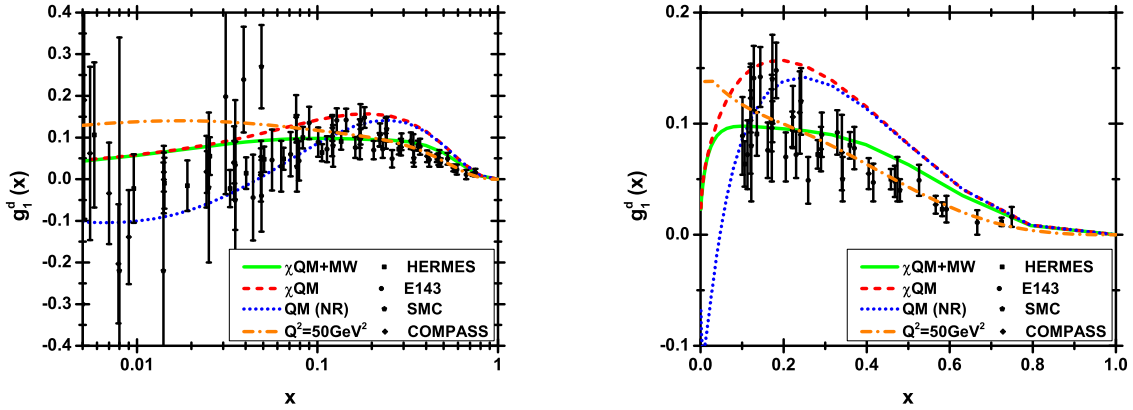 0.4
0.3
0.2
0.1
0.0
-0.1
-0.2
-0.3
-0.4
g₁ᵈ (x)
0.01 0.1 1
x
χQM+MW
χQM
QM (NR)
Q²=50GeV²
HERMES
E143
SMC
COMPASS
0.2
0.1
0.0
-0.1
g₁ᵈ (x)
0.0 0.2 0.4 0.6 0.8 1.0
x
χQM+MW
χQM
QM (NR)
Q²=50GeV²
HERMES
E143
SMC
COMPASS